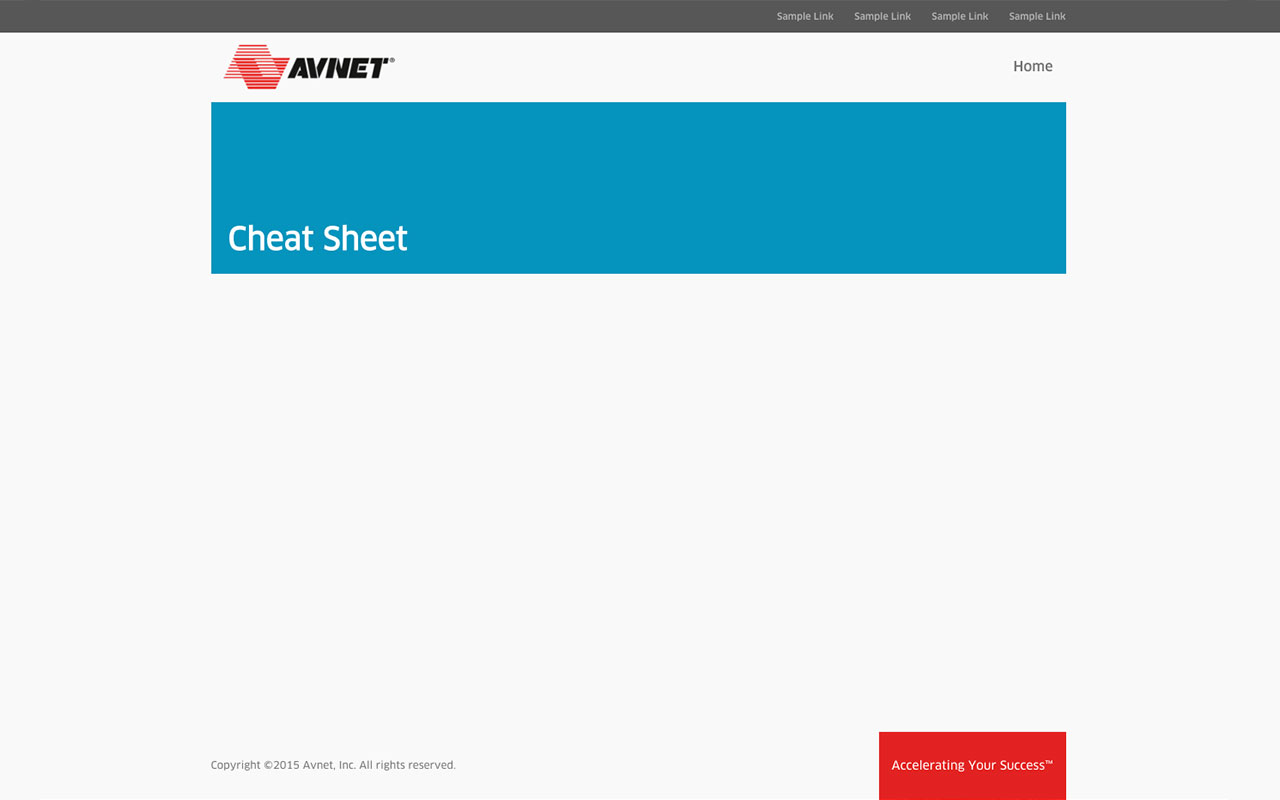 Sample Link Sample Link Sample Link Sample Link
AVNET®
Home
Cheat Sheet
Copyright ©2015 Avnet, Inc. All rights reserved.
Accelerating Your Success™